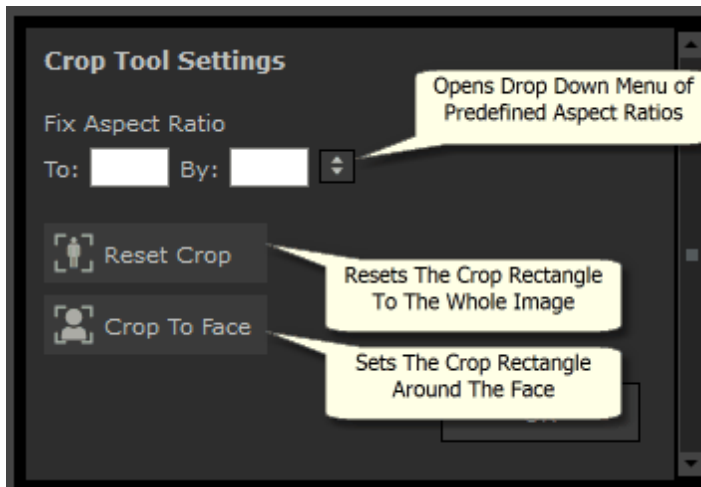 Crop Tool Settings
Opens Drop Down Menu of
Predefined Aspect Ratios
Fix Aspect Ratio
To: By:
Reset Crop
Resets The Crop Rectangle
To The Whole Image
Crop To Face
Sets The Crop Rectangle
Around The Face